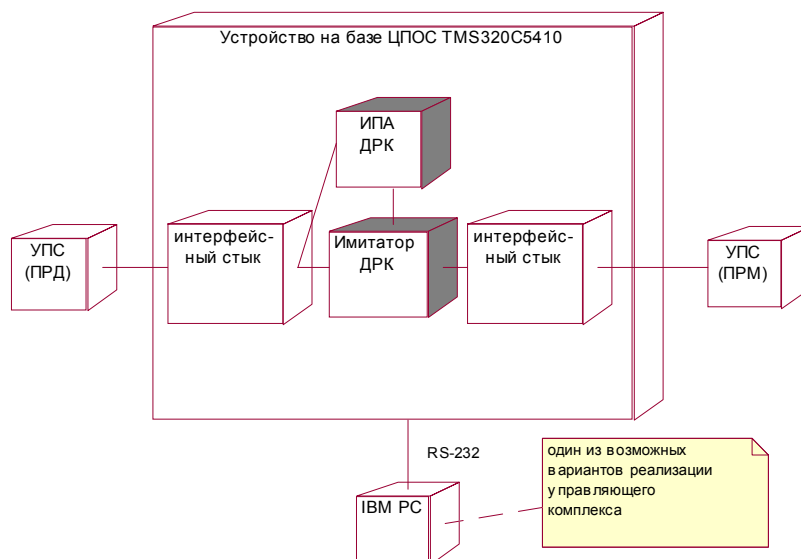 Устройство на базе ЦПОС TMS320C5410
ИПА
ДРК
УПС
(ПРД)
интерфейс-
ный стык
Имитатор
ДРК
интерфейс-
ный стык
УПС
(ПРМ)
RS-232
IBM PC
один из возможных
вариантов реализации
управляющего
комплекса